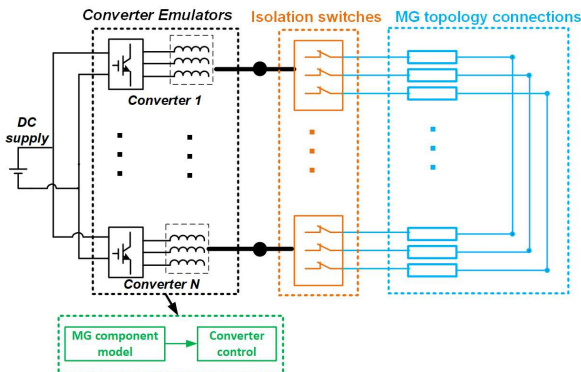 Converter Emulators
Isolation switches
MG topology connections
Converter 1
DC
supply
Converter N
MG component
model
Converter
control